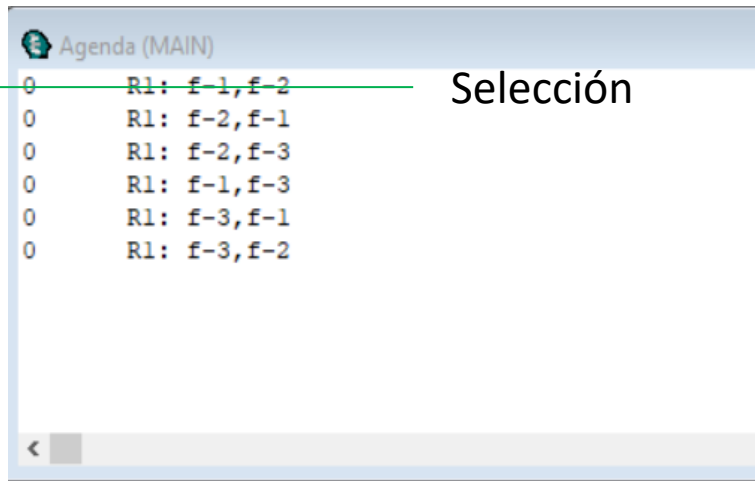 Agenda (MAIN)
0 R1: f-1,f-2 Selección
0 R1: f-2,f-1
0 R1: f-2,f-3
0 R1: f-1,f-3
0 R1: f-3,f-1
0 R1: f-3,f-2